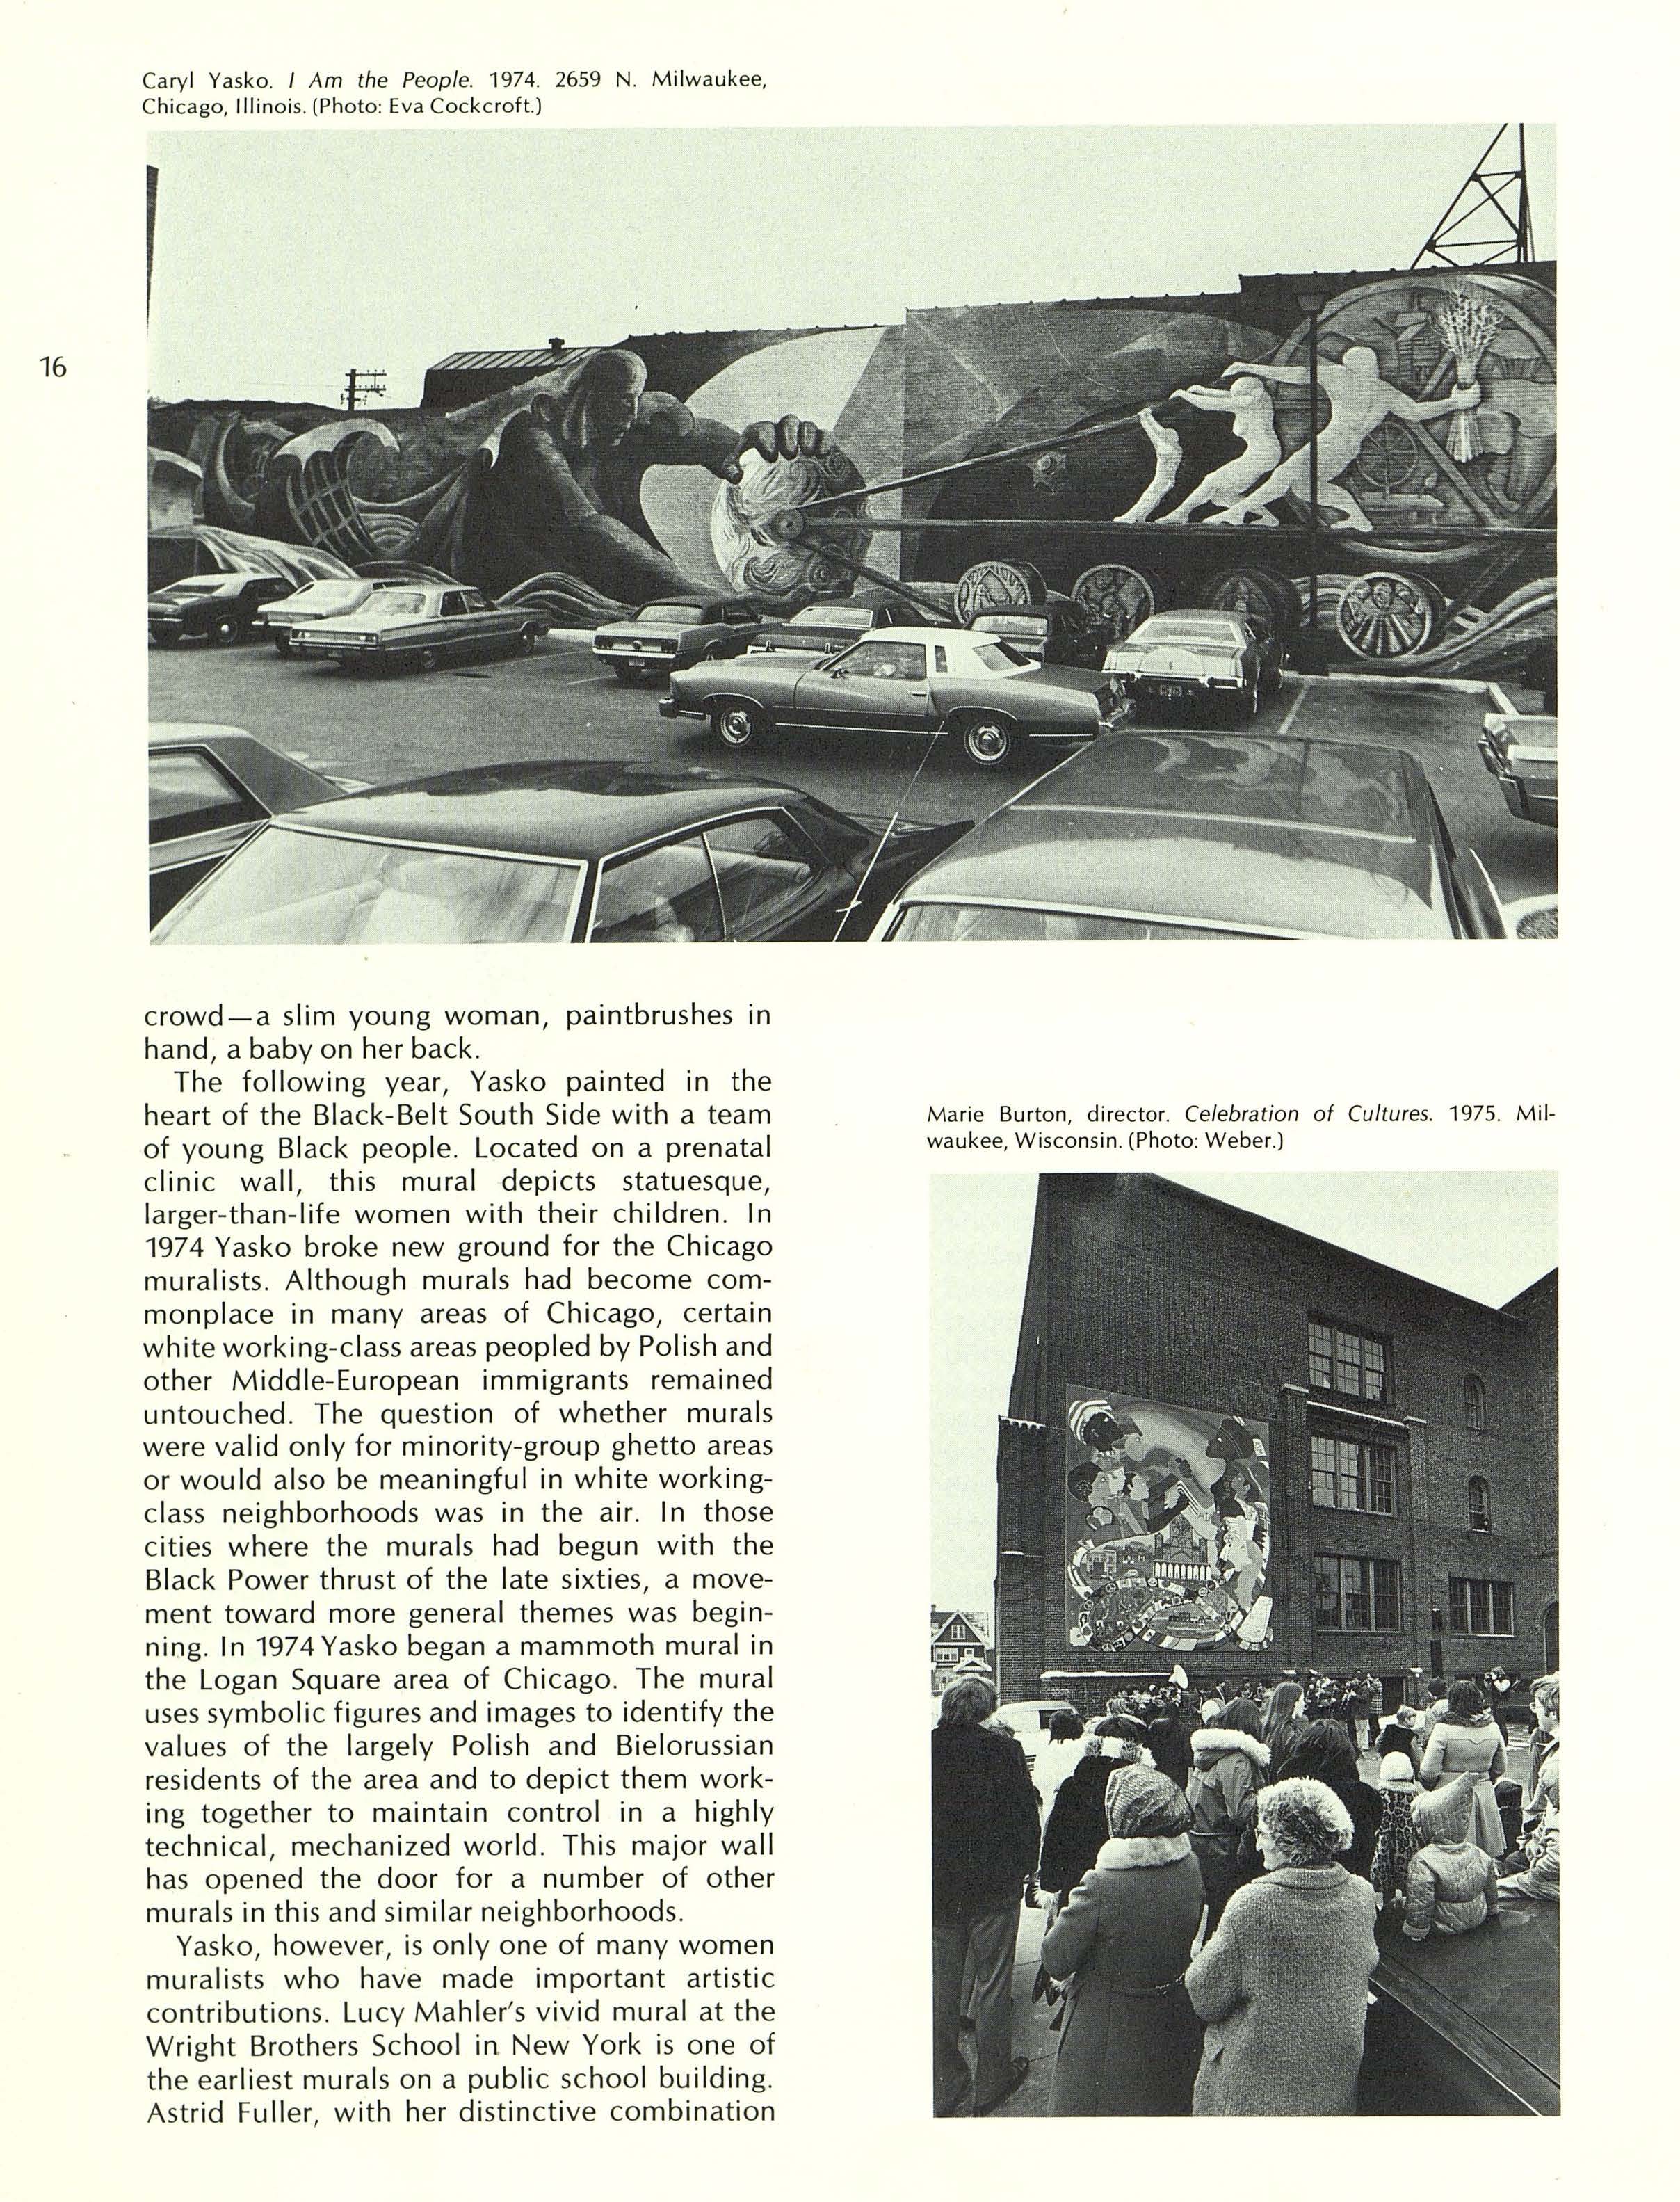 Caryl Yasko. I Am the People. 1974. 2659 N. Milwaukee,
Chicago, Illinois. (Photo: Eva Cockcroft.)
16
crowd—a slim young woman, paintbrushes in
hand, a baby on her back.
The following year, Yasko painted in the
heart of the Black-Belt South Side with a team
of young Black people. Located on a prenatal
clinic wall, this mural depicts statuesque,
larger-than-life women with their children. In
1974 Yasko broke new ground for the Chicago
muralists. Although murals had become com-
monplace in many areas of Chicago, certain
white working-class areas peopled by Polish and
other Middle-European immigrants remained
untouched. The question of whether murals
were valid only for minority-group ghetto areas
or would also be meaningful in white working-
class neighborhoods was in the air. In those
cities where the murals had begun with the
Black Power thrust of the late sixties, a move-
ment toward more general themes was begin-
ning. In 1974 Yasko began a mammoth mural in
the Logan Square area of Chicago. The mural
uses symbolic figures and images to identify the
values of the largely Polish and Bielorussian
residents of the area and to depict them work-
ing together to maintain control in a highly
technical, mechanized world. This major wall
has opened the door for a number of other
murals in this and similar neighborhoods.
Yasko, however, is only one of many women
muralists who have made important artistic
contributions. Lucy Mahler's vivid mural at the
Wright Brothers School in New York is one of
the earliest murals on a public school building.
Astrid Fuller, with her distinctive combination
Marie Burton, director. Celebration of Cultures. 1975. Mil-
waukee, Wisconsin. (Photo: Weber.)